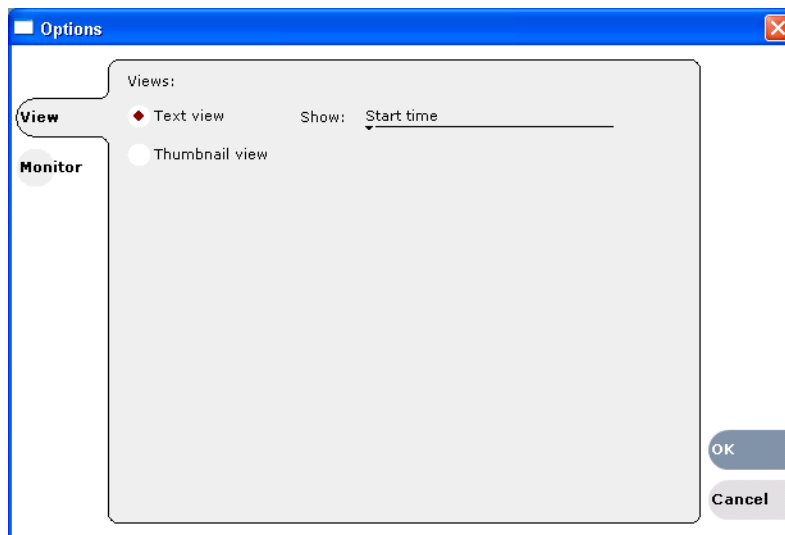 Options
Views:
View
Text view
Show: Start time
Thumbnail view
Monitor
OK
Cancel